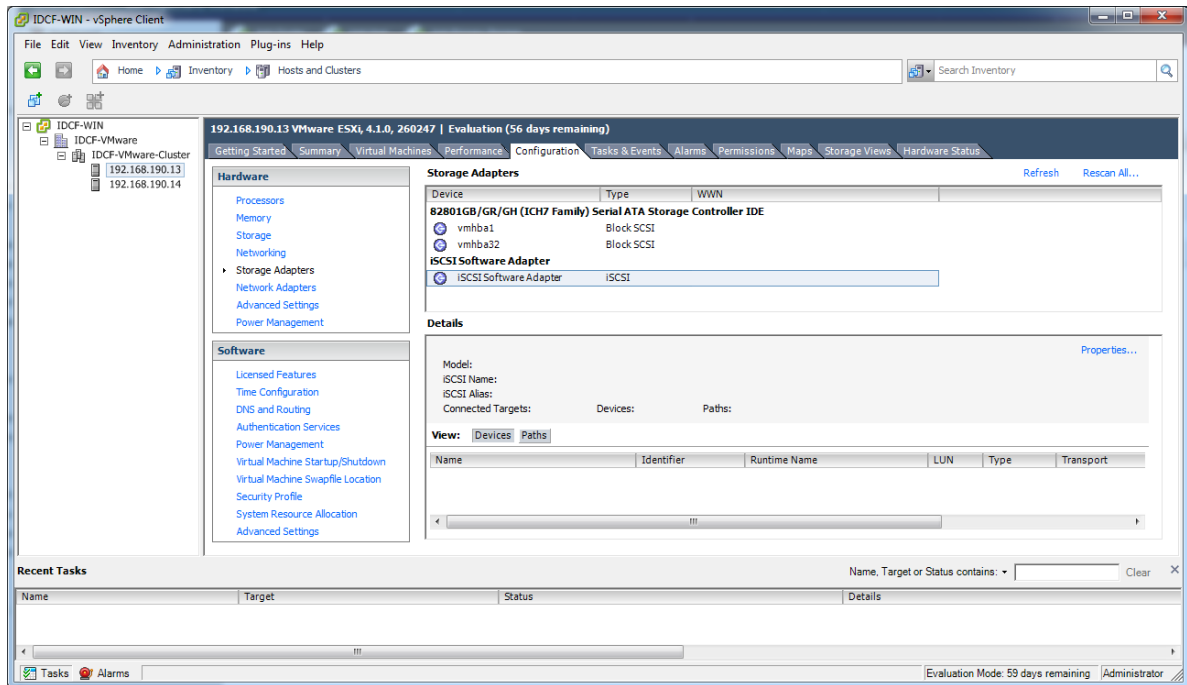 IDCF-WIN - vSphere Client
File Edit View Inventory Administration Plug-ins Help
Home Inventory Hosts and Clusters
Search Inventory
IDCF-WIN
IDCF-VMware
IDCF-VMware-Cluster
192.168.190.13
192.168.190.14
192.168.190.13 VMware ESXi, 4.1.0, 260247 | Evaluation (56 days remaining)
Getting Started Summary Virtual Machines Performance Configuration Tasks & Events Alarms Permissions Maps Storage Views Hardware Status
Hardware
Processors
Memory
Storage
Networking
Storage Adapters
Network Adapters
Advanced Settings
Power Management
Software
Licensed Features
Time Configuration
DNS and Routing
Authentication Services
Power Management
Virtual Machine Startup/Shutdown
Virtual Machine Swapfile Location
Security Profile
System Resource Allocation
Advanced Settings
Storage Adapters Refresh Rescan All...
Device Type WWN
82801GB/GR/GH (ICH7 Family) Serial ATA Storage Controller IDE
vmhba1 Block SCSI
vmhba32 Block SCSI
iSCSI Software Adapter
iSCSI Software Adapter iSCSI
Details
Properties...
Model:
iSCSI Name:
iSCSI Alias:
Connected Targets: Devices: Paths:
View: Devices Paths
Name Identifier Runtime Name LUN Type Transport
Recent Tasks Name, Target or Status contains: Clear
Name Target Status Details
Tasks Alarms Evaluation Mode: 59 days remaining Administrator